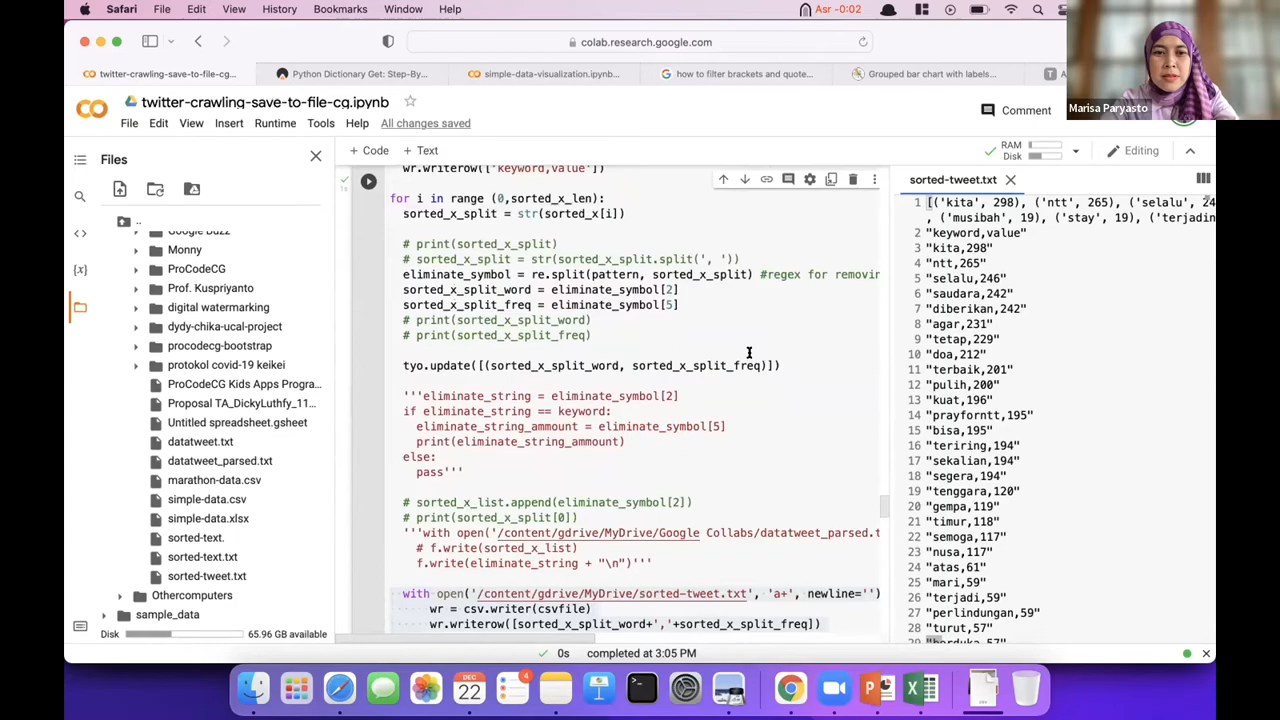 Safari File Edit View History Bookmarks Window Help Asr -0:02
colab.research.google.com
twitter-crawling-save-to-file-cg... Python Dictionary Get: Step-By... simple-data-visualization.ipynb... how to filter brackets and quote... Grouped bar chart with labels...
twitter-crawling-save-to-file-cg.ipynb
Comment
Marisa Paryasto
File Edit View Insert Runtime Tools Help All changes saved
Files
+ Code + Text
RAM
Disk
Editing
..
Google Buzz
Monny
ProCodeCG
Prof. Kuspriyanto
digital watermarking
dydy-chika-ucal-project
procodecg-bootstrap
protokol covid-19 keikei
ProCodeCG Kids Apps Progra...
Proposal TA_DickyLuthfy_11...
Untitled spreadsheet.gsheet
datatweet.txt
datatweet_parsed.txt
marathon-data.csv
simple-data.csv
simple-data.xlsx
sorted-text.
sorted-text.txt
sorted-tweet.txt
Othercomputers
sample_data
Disk 65.96 GB available
wr.writerow(['keyword,value'])
for i in range (0,sorted_x_len):
sorted_x_split = str(sorted_x[i])
# print(sorted_x_split)
# sorted_x_split = str(sorted_x.split(', '))
eliminate_symbol = re.split(pattern, sorted_x_split) #regex for removin
sorted_x_split_word = eliminate_symbol[2]
sorted_x_split_freq = eliminate_symbol[5]
# print(sorted_x_split_word)
# print(sorted_x_split_freq)
tyo.update([(sorted_x_split_word, sorted_x_split_freq)])
'''eliminate_string = eliminate_symbol[2]
if eliminate_string == keyword:
eliminate_string_ammount = eliminate_symbol[5]
print(eliminate_string_ammount)
else:
pass'''
# sorted_x_list.append(eliminate_symbol[2])
# print(sorted_x_split[0])
'''with open('/content/gdrive/MyDrive/Google Collabs/datatweet_parsed.t
# f.write(sorted_x_list)
f.write(eliminate_string + "\n")'''
with open('/content/gdrive/MyDrive/sorted-tweet.txt', 'a+', newline='')
wr = csv.writer(csvfile)
wr.writerow([sorted_x_split_word+','+sorted_x_split_freq])
sorted-tweet.txt
1 [('kita', 298), ('ntt', 265), ('selalu', 24
, ('musibah', 19), ('stay', 19), ('terjadin
2 "keyword,value"
3 "kita,298"
4 "ntt,265"
5 "selalu,246"
6 "saudara,242"
7 "diberikan,242"
8 "agar,231"
9 "tetap,229"
10 "doa,212"
11 "terbaik,201"
12 "pulih,200"
13 "kuat,196"
14 "prayforntt,195"
15 "bisa,195"
16 "teriring,194"
17 "sekalian,194"
18 "segera,194"
19 "tenggara,120"
20 "gempa,119"
21 "timur,118"
22 "semoga,117"
23 "nusa,117"
24 "atas,61"
25 "mari,59"
26 "terjadi,59"
27 "perlindungan,59"
28 "turut,57"
29 "berduka,57"
0s completed at 3:05 PM
DEC
22
4